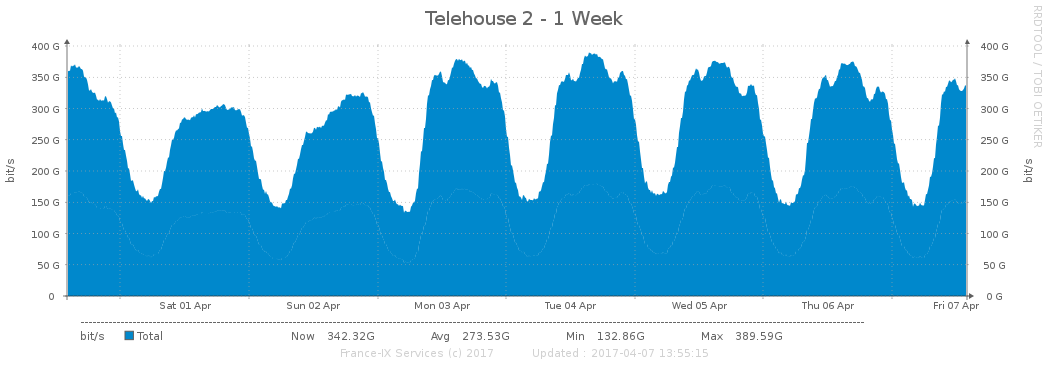 Telehouse 2 - 1 Week
RRDTOOL / TOBI OETIKER
bit/s
400 G
350 G
300 G
250 G
200 G
150 G
100 G
50 G
0
400 G
350 G
300 G
250 G
200 G
150 G
100 G
50 G
0 G
bit/s
Sat 01 Apr Sun 02 Apr Mon 03 Apr Tue 04 Apr Wed 05 Apr Thu 06 Apr Fri 07 Apr
bit/s Total Now 342.32G Avg 273.53G Min 132.86G Max 389.59G
France-IX Services (c) 2017 Updated : 2017-04-07 13:55:15